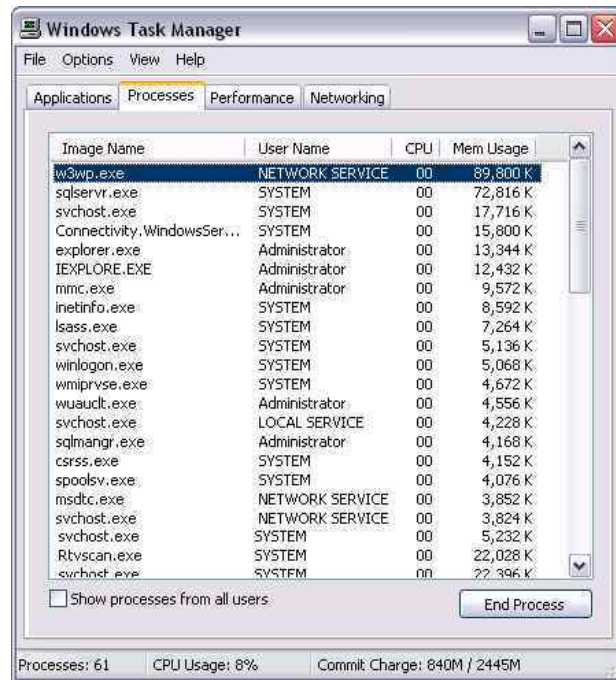 Windows Task Manager
File Options View Help
Applications Processes Performance Networking
Image Name User Name CPU Mem Usage
w3wp.exe NETWORK SERVICE 00 89,800 K
sqlservr.exe SYSTEM 00 72,816 K
svchost.exe SYSTEM 00 17,716 K
Connectivity.WindowsSer... SYSTEM 00 15,800 K
explorer.exe Administrator 00 13,344 K
IEXPLORE.EXE Administrator 00 12,432 K
mmc.exe Administrator 00 9,572 K
inetinfo.exe SYSTEM 00 8,592 K
lsass.exe SYSTEM 00 7,264 K
svchost.exe SYSTEM 00 5,136 K
winlogon.exe SYSTEM 00 5,068 K
wmiprvse.exe SYSTEM 00 4,672 K
wuauclt.exe Administrator 00 4,556 K
svchost.exe LOCAL SERVICE 00 4,228 K
sqlmangr.exe Administrator 00 4,168 K
csrss.exe SYSTEM 00 4,152 K
spoolsv.exe SYSTEM 00 4,076 K
msdtc.exe NETWORK SERVICE 00 3,852 K
svchost.exe NETWORK SERVICE 00 3,824 K
svchost.exe SYSTEM 00 5,232 K
Rtvscan.exe SYSTEM 00 22,028 K
svchost.exe SYSTEM 00 22,396 K
Show processes from all users End Process
Processes: 61 CPU Usage: 8% Commit Charge: 840M / 2445M